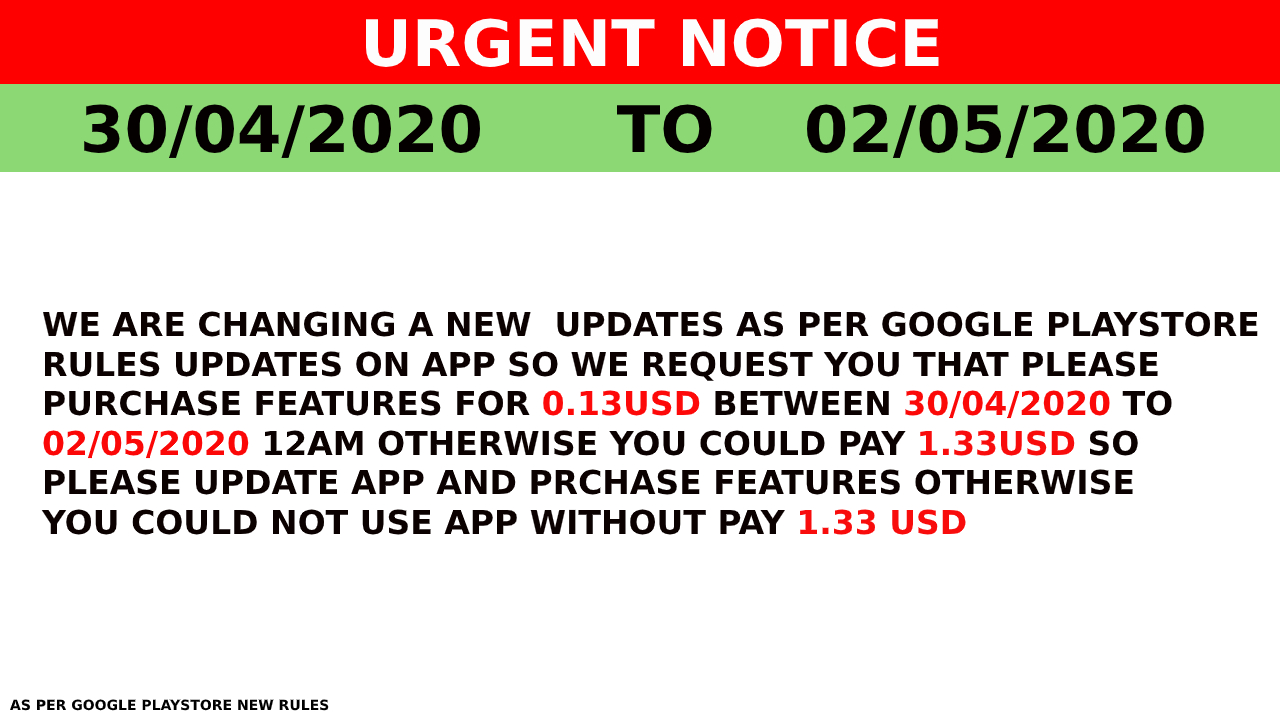 URGENT NOTICE
30/04/2020 TO 02/05/2020
WE ARE CHANGING A NEW UPDATES AS PER GOOGLE PLAYSTORE
RULES UPDATES ON APP SO WE REQUEST YOU THAT PLEASE
PURCHASE FEATURES FOR 0.13USD BETWEEN 30/04/2020 TO
02/05/2020 12AM OTHERWISE YOU COULD PAY 1.33USD SO
PLEASE UPDATE APP AND PRCHASE FEATURES OTHERWISE
YOU COULD NOT USE APP WITHOUT PAY 1.33 USD
AS PER GOOGLE PLAYSTORE NEW RULES